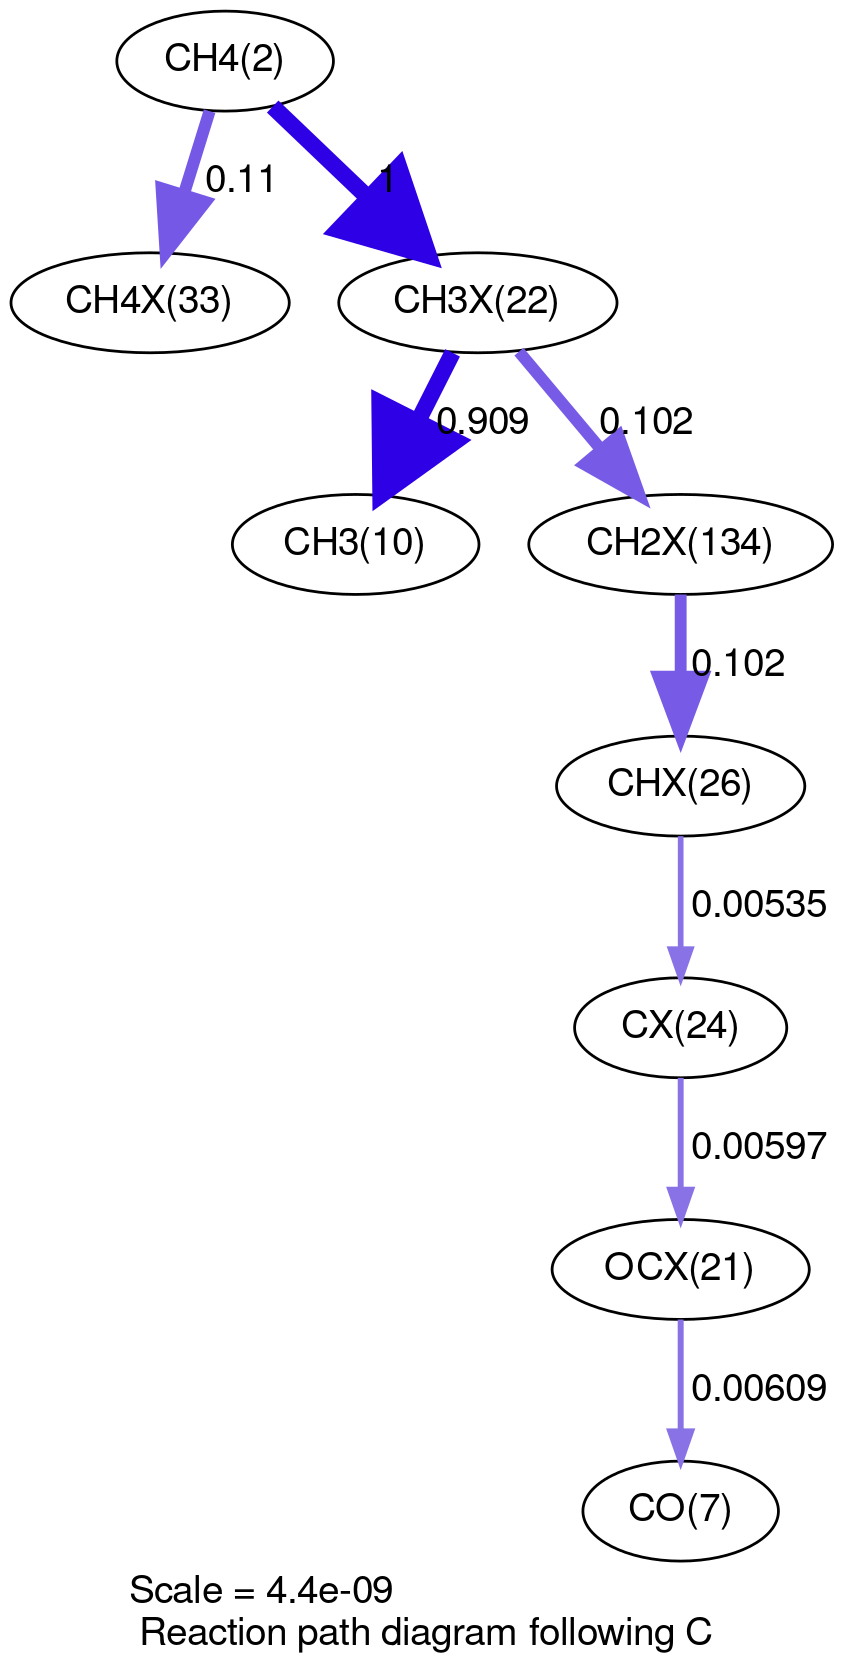 CH4(2)
0.11
1
CH4X(33)
CH3X(22)
0.909
0.102
CH3(10)
CH2X(134)
0.102
CHX(26)
0.00535
CX(24)
0.00597
OCX(21)
0.00609
CO(7)
Scale = 4.4e-09
Reaction path diagram following C